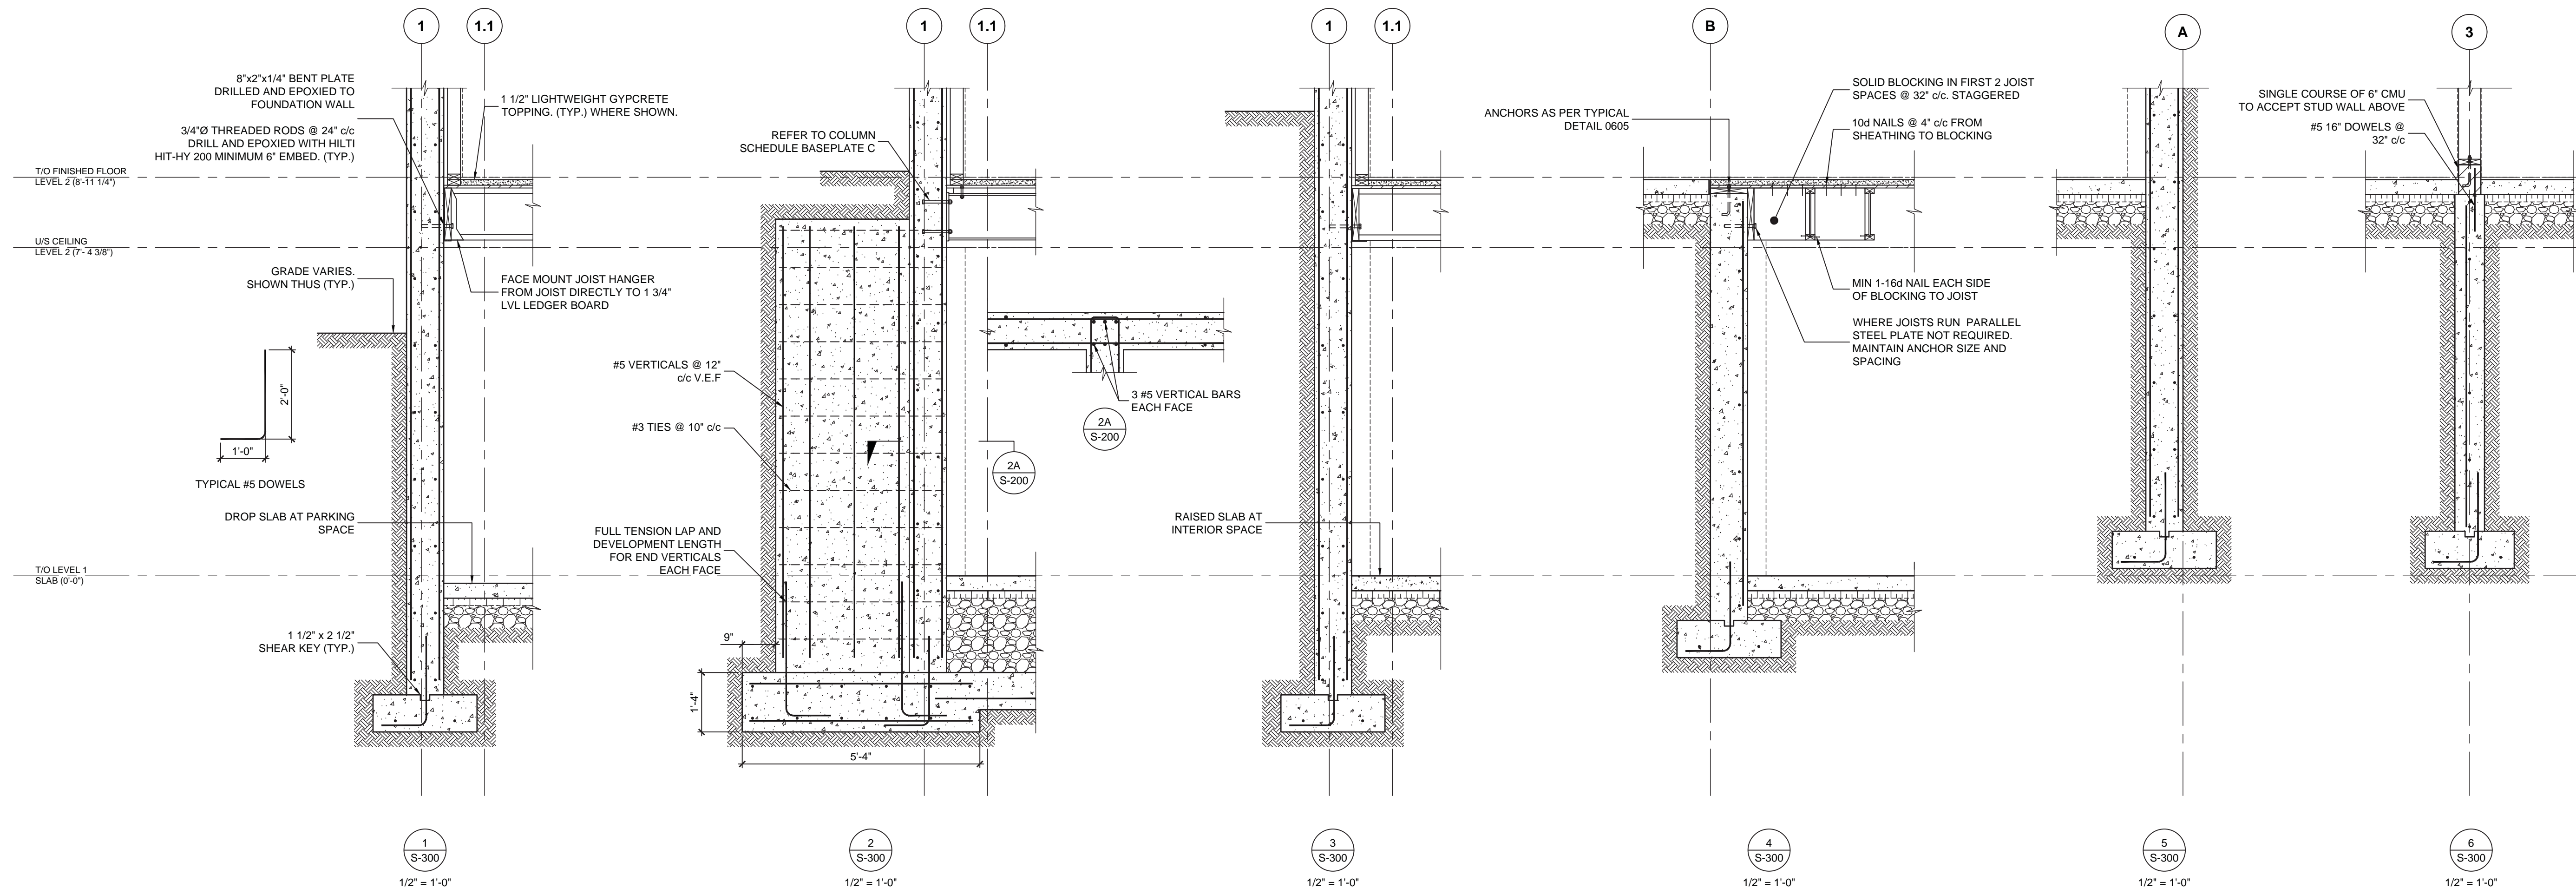 1
1.1
1
1.1
1
1.1
B
A
3
8"x2"x1/4" BENT PLATE
DRILLED AND EPOXIED TO
FOUNDATION WALL
3/4"Ø THREADED RODS @ 24" c/c
DRILL AND EPOXIED WITH HILTI
HIT-HY 200 MINIMUM 6" EMBED. (TYP.)
1 1/2" LIGHTWEIGHT GYPCRETE
TOPPING. (TYP.) WHERE SHOWN.
T/O FINISHED FLOOR
LEVEL 2 (8'-11 1/4")
U/S CEILING
LEVEL 2 (7'- 4 3/8")
GRADE VARIES.
SHOWN THUS (TYP.)
FACE MOUNT JOIST HANGER
FROM JOIST DIRECTLY TO 1 3/4"
LVL LEDGER BOARD
2'-0"
1'-0"
TYPICAL #5 DOWELS
DROP SLAB AT PARKING
SPACE
T/O LEVEL 1
SLAB (0'-0")
1 1/2" x 2 1/2"
SHEAR KEY (TYP.)
REFER TO COLUMN
SCHEDULE BASEPLATE C
#5 VERTICALS @ 12"
c/c V.E.F
#3 TIES @ 10" c/c
FULL TENSION LAP AND
DEVELOPMENT LENGTH
FOR END VERTICALS
EACH FACE
9"
1'-4"
5'-4"
2A
S-200
3 #5 VERTICAL BARS
EACH FACE
2A
S-200
RAISED SLAB AT
INTERIOR SPACE
ANCHORS AS PER TYPICAL
DETAIL 0605
SOLID BLOCKING IN FIRST 2 JOIST
SPACES @ 32" c/c. STAGGERED
10d NAILS @ 4" c/c FROM
SHEATHING TO BLOCKING
MIN 1-16d NAIL EACH SIDE
OF BLOCKING TO JOIST
WHERE JOISTS RUN PARALLEL
STEEL PLATE NOT REQUIRED.
MAINTAIN ANCHOR SIZE AND
SPACING
SINGLE COURSE OF 6" CMU
TO ACCEPT STUD WALL ABOVE
#5 16" DOWELS @
32" c/c
1
S-300
1/2" = 1'-0"
2
S-300
1/2" = 1'-0"
3
S-300
1/2" = 1'-0"
4
S-300
1/2" = 1'-0"
5
S-300
1/2" = 1'-0"
6
S-300
1/2" = 1'-0"